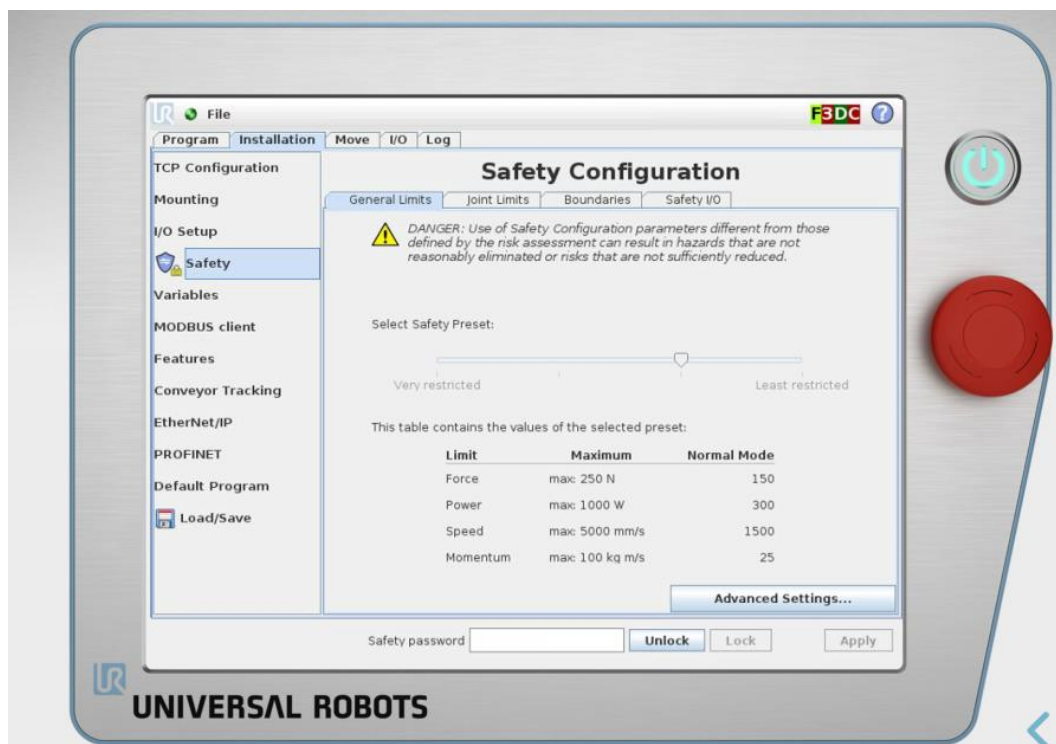 UR File F3DC ?
Program Installation Move I/O Log
TCP Configuration
Mounting
I/O Setup
Safety
Variables
MODBUS client
Features
Conveyor Tracking
EtherNet/IP
PROFINET
Default Program
Load/Save
Safety Configuration
General Limits Joint Limits Boundaries Safety I/O
DANGER: Use of Safety Configuration parameters different from those
defined by the risk assessment can result in hazards that are not
reasonably eliminated or risks that are not sufficiently reduced.
Select Safety Preset:
Very restricted Least restricted
This table contains the values of the selected preset:
Limit Maximum Normal Mode
Force max: 250 N 150
Power max: 1000 W 300
Speed max: 5000 mm/s 1500
Momentum max: 100 kg m/s 25
Advanced Settings...
Safety password Unlock Lock Apply
UR
UNIVERSAL ROBOTS